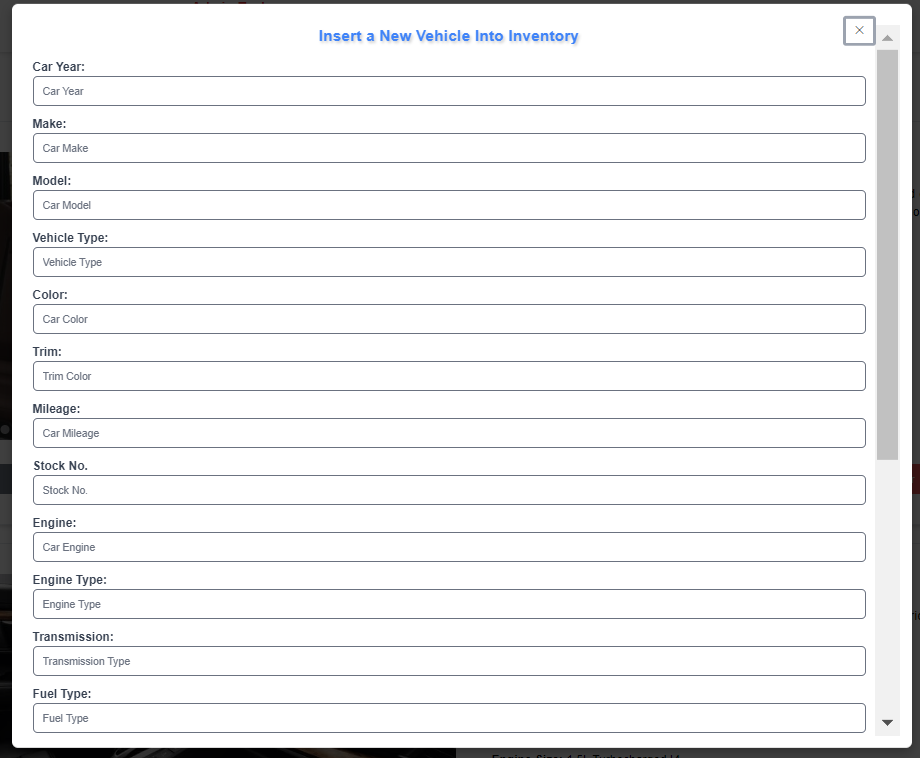 Insert a New Vehicle Into Inventory
Car Year:
Car Year
Make:
Car Make
Model:
Car Model
Vehicle Type:
Vehicle Type
Color:
Car Color
Trim:
Trim Color
Mileage:
Car Mileage
Stock No.
Stock No.
Engine:
Car Engine
Engine Type:
Engine Type
Transmission:
Transmission Type
Fuel Type:
Fuel Type